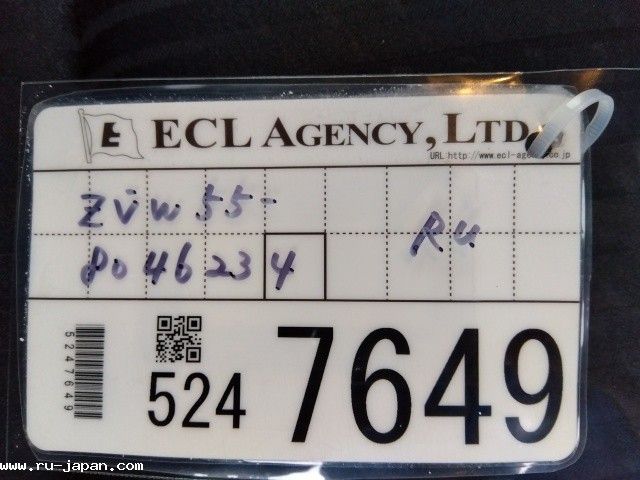 E ECL AGENCY, LTD.
URL http://www.ecl-agency.co.jp
ZVW55-
8046234
RU
5247649
524 7649
www.ru-japan.com